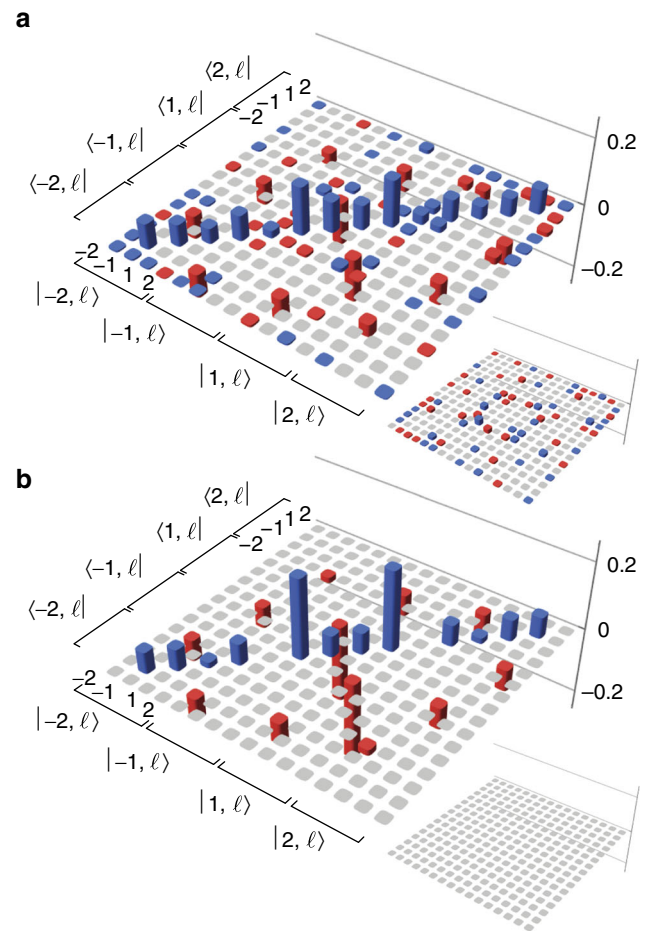 a
⟨2, ℓ|
⟨1, ℓ|
⟨−1, ℓ|
⟨−2, ℓ|
−2 −1 1 2
0.2
0
−0.2
−2 −1 1 2
|−2, ℓ⟩
|−1, ℓ⟩
|1, ℓ⟩
|2, ℓ⟩
b
⟨2, ℓ|
⟨1, ℓ|
⟨−1, ℓ|
⟨−2, ℓ|
−2 −1 1 2
0.2
0
−0.2
−2 −1 1 2
|−2, ℓ⟩
|−1, ℓ⟩
|1, ℓ⟩
|2, ℓ⟩